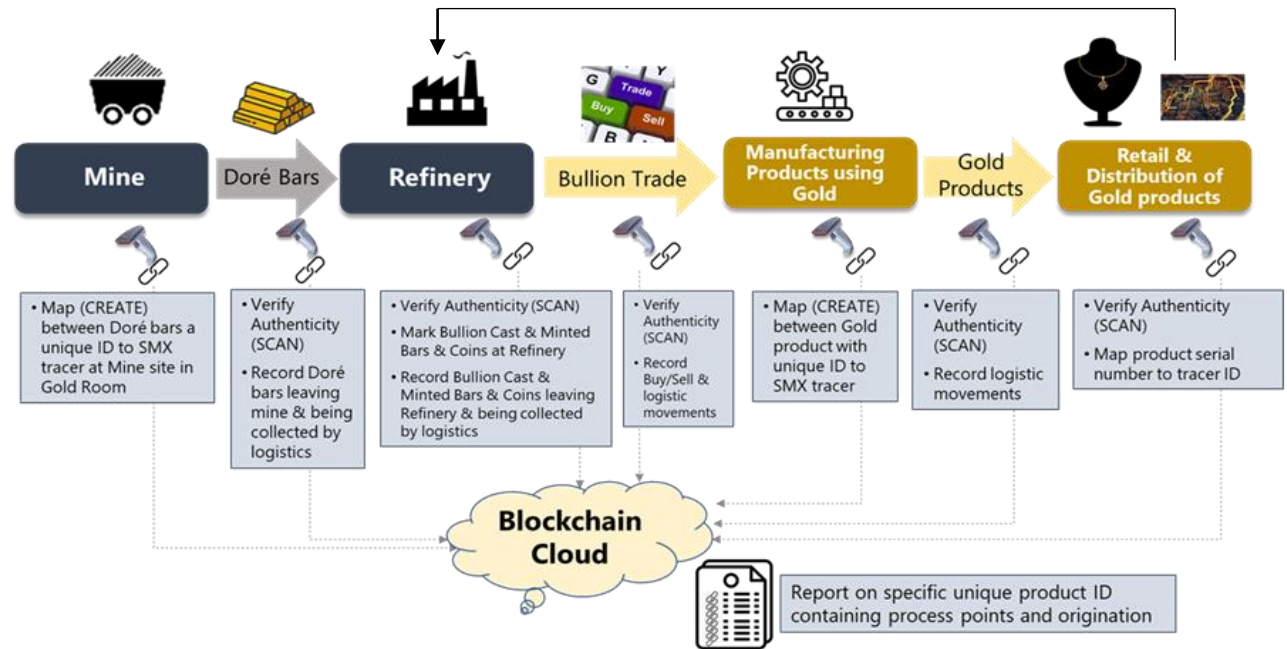 G
Y
Trade
Buy
Sell
B
Mine
Doré Bars
Refinery
Bullion Trade
Manufacturing
Products using
Gold
Gold
Products
Retail &
Distribution of
Gold products
• Map (CREATE)
between Doré bars a
unique ID to SMX
tracer at Mine site in
Gold Room
• Verify
Authenticity
(SCAN)
• Record Doré
bars leaving
mine & being
collected by
logistics
• Verify Authenticity (SCAN)
• Mark Bullion Cast & Minted
Bars & Coins at Refinery
• Record Bullion Cast &
Minted Bars & Coins leaving
Refinery & being collected
by logistics
• Verify
Authenticity
(SCAN)
• Record
Buy/Sell &
logistic
movements
• Map (CREATE)
between Gold
product with
unique ID to
SMX tracer
• Verify
Authenticity
(SCAN)
• Record logistic
movements
• Verify Authenticity
(SCAN)
• Map product serial
number to tracer ID
Blockchain
Cloud
Report on specific unique product ID
containing process points and origination